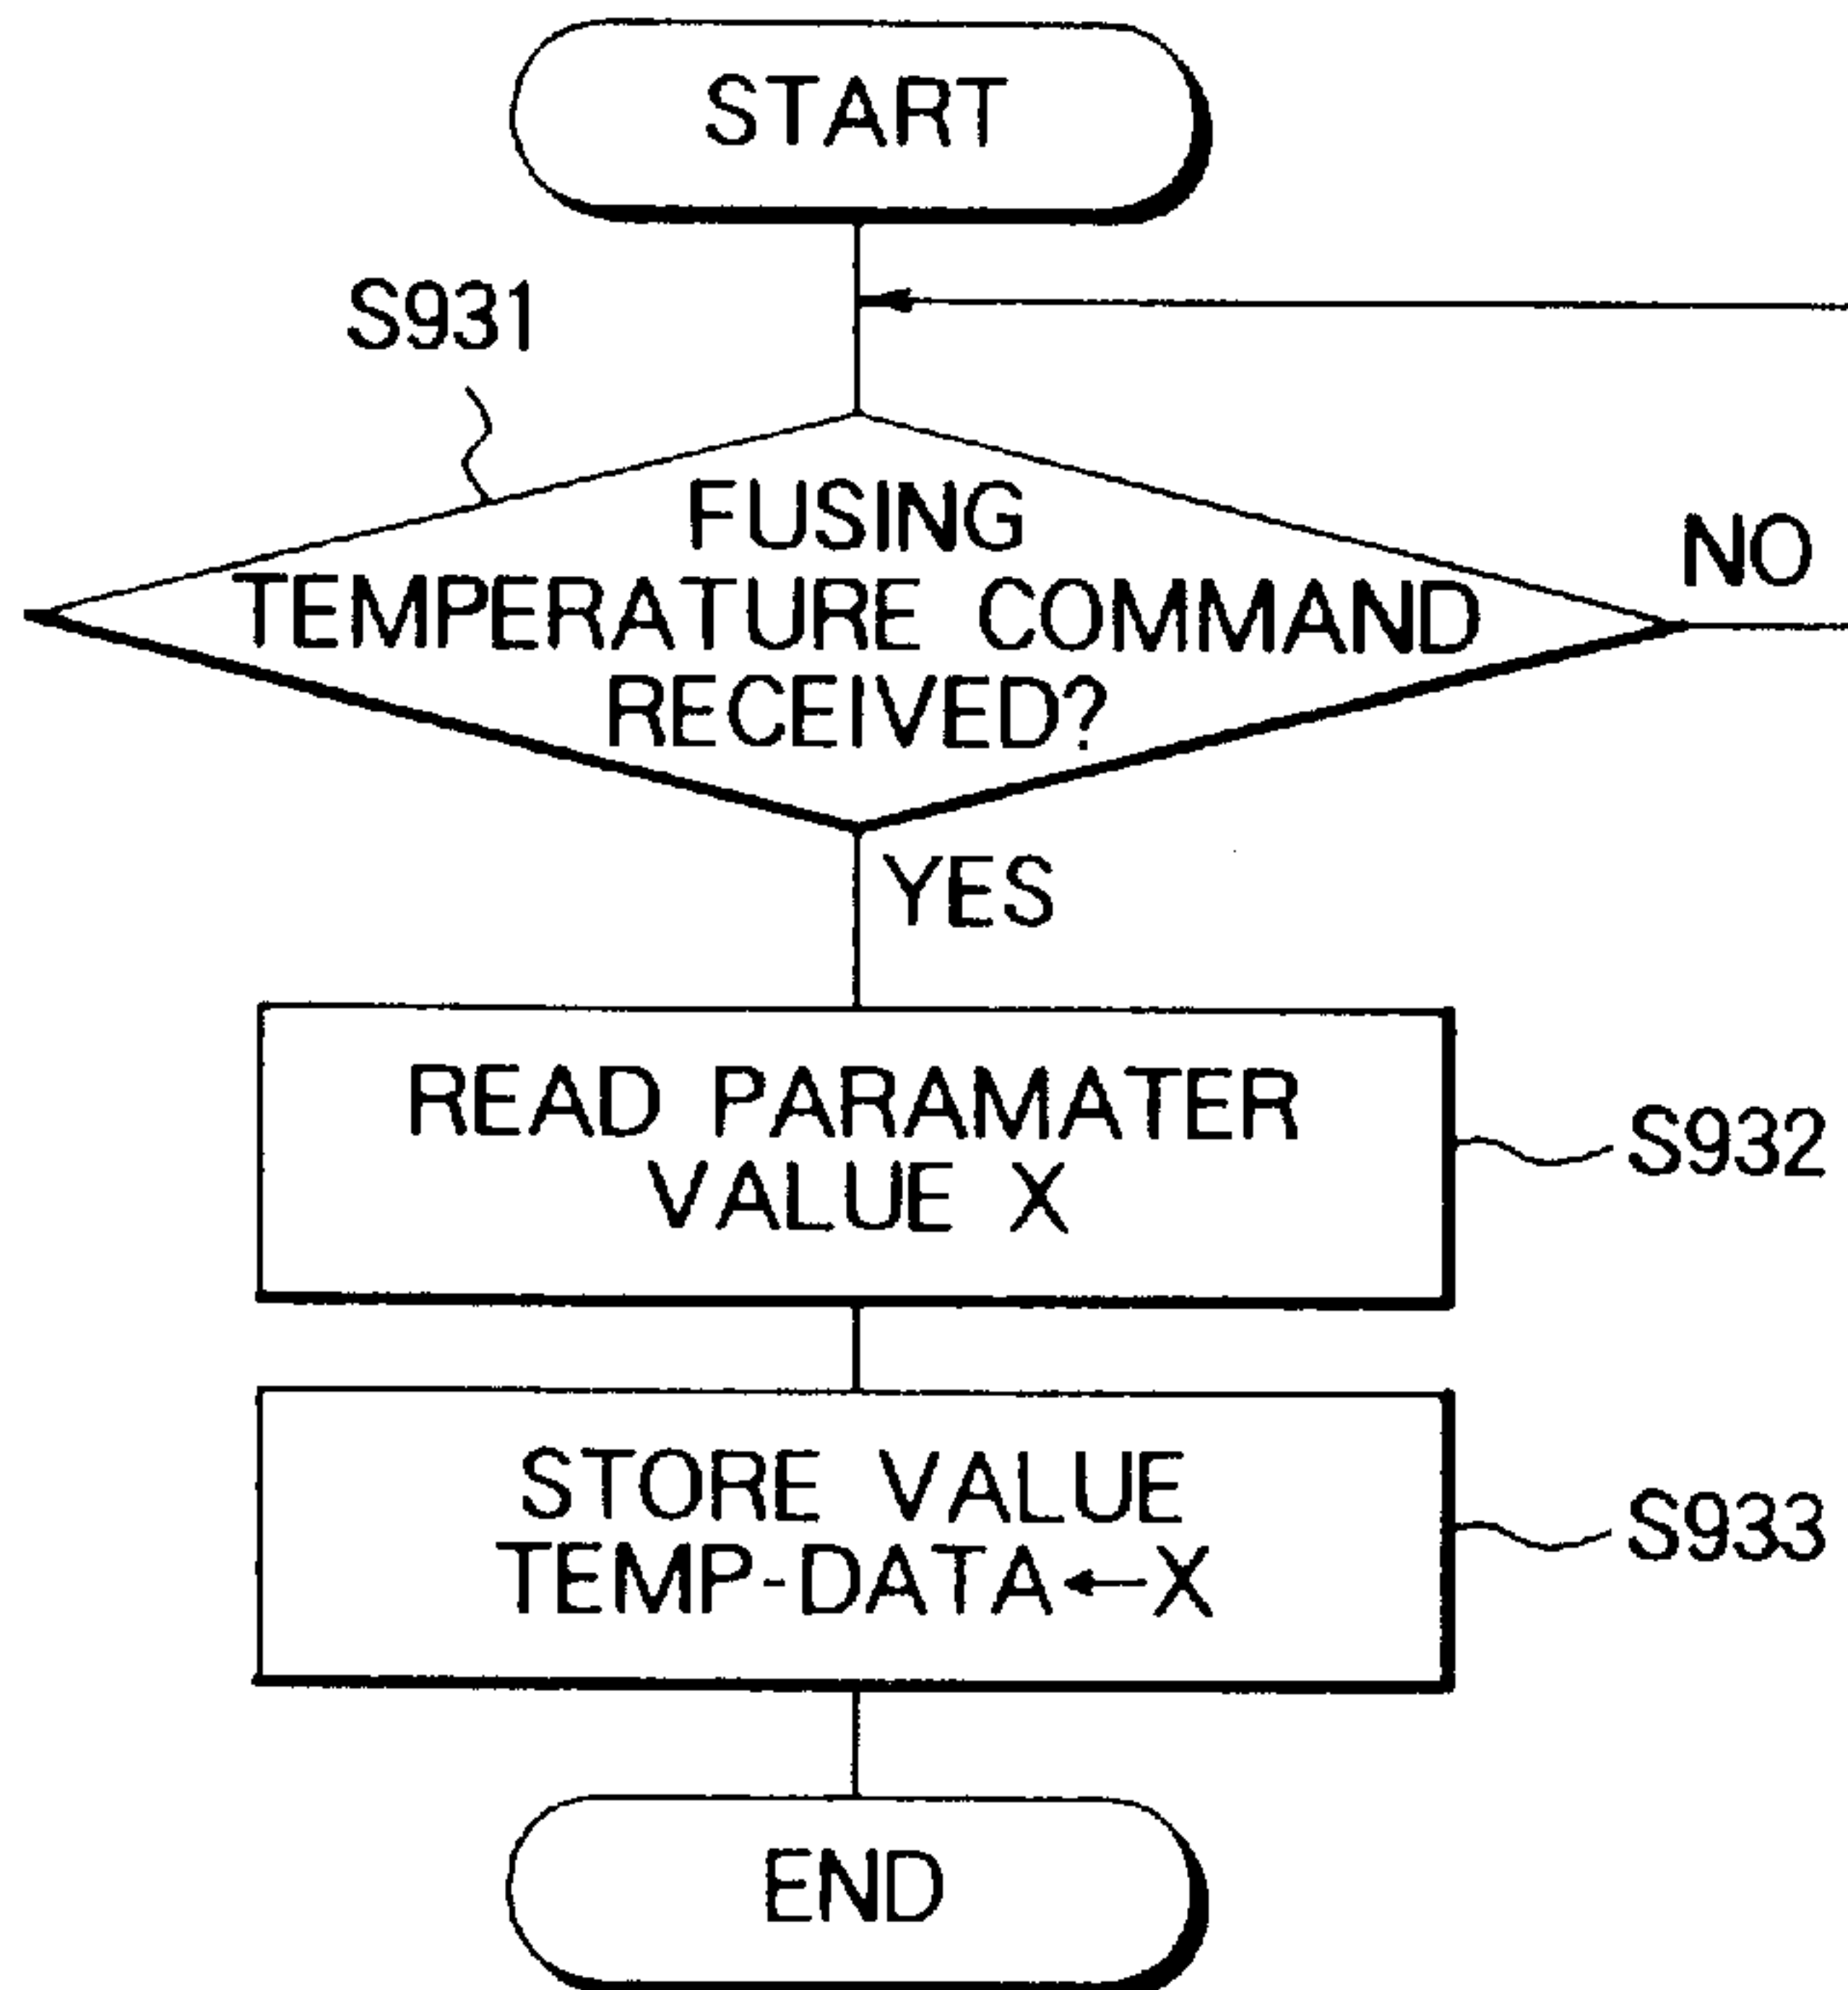 START
S931
FUSING
TEMPERATURE COMMAND
RECEIVED?
NO
YES
READ PARAMATER
VALUE X
S932
STORE VALUE
TEMP-DATA←X
S933
END